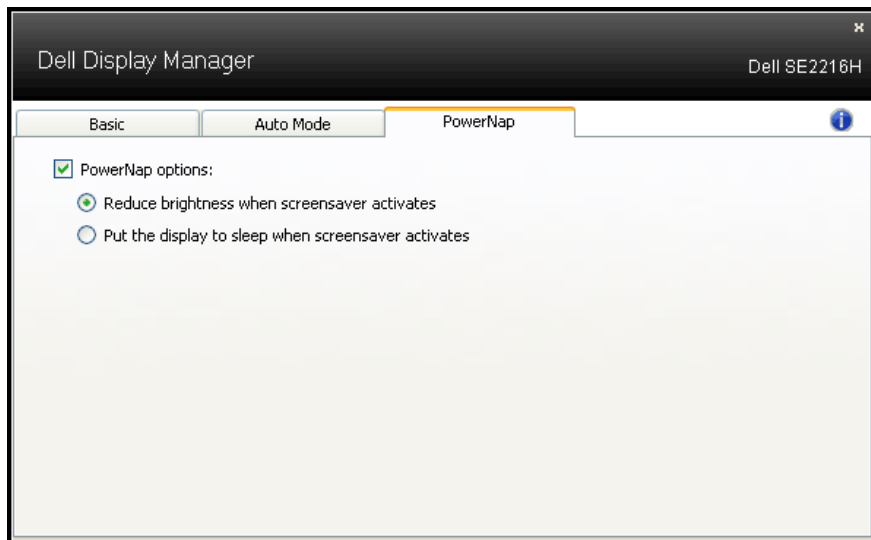 Dell Display Manager
Dell SE2216H
Basic
Auto Mode
PowerNap
PowerNap options:
Reduce brightness when screensaver activates
Put the display to sleep when screensaver activates